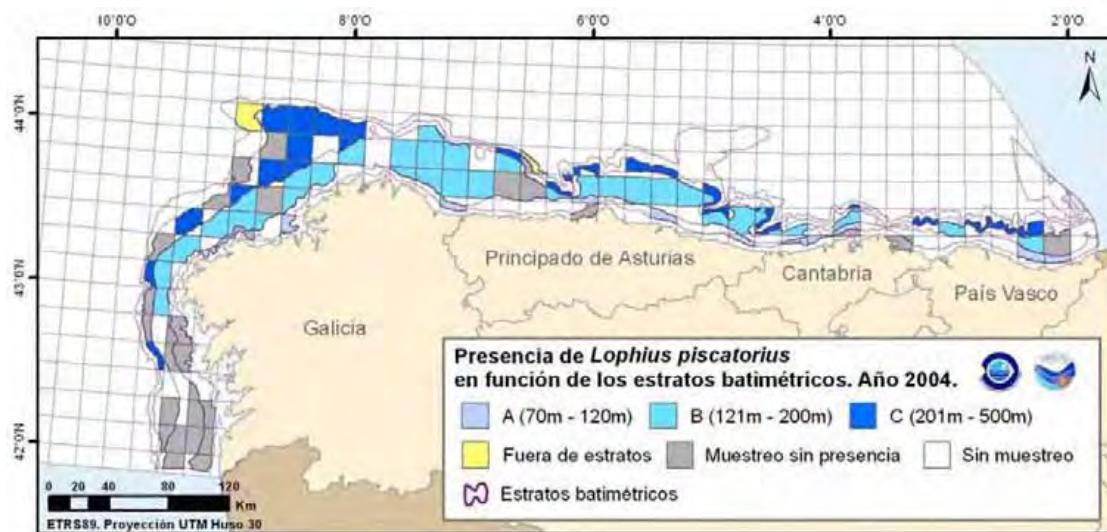 10°0'O 8°0'O 6°0'O 4°0'O 2°0'O
N
44°0'N
43°0'N
42°0'N
Principado de Asturias
Cantabria
País Vasco
Galicia
Presencia de Lophius piscatorius
en función de los estratos batimétricos. Año 2004.
A (70m - 120m) B (121m - 200m) C (201m - 500m)
Fuera de estratos Muestreo sin presencia Sin muestreo
Estratos batimétricos
0 20 40 80 120
Km
ETRS89. Proyección UTM Huso 30